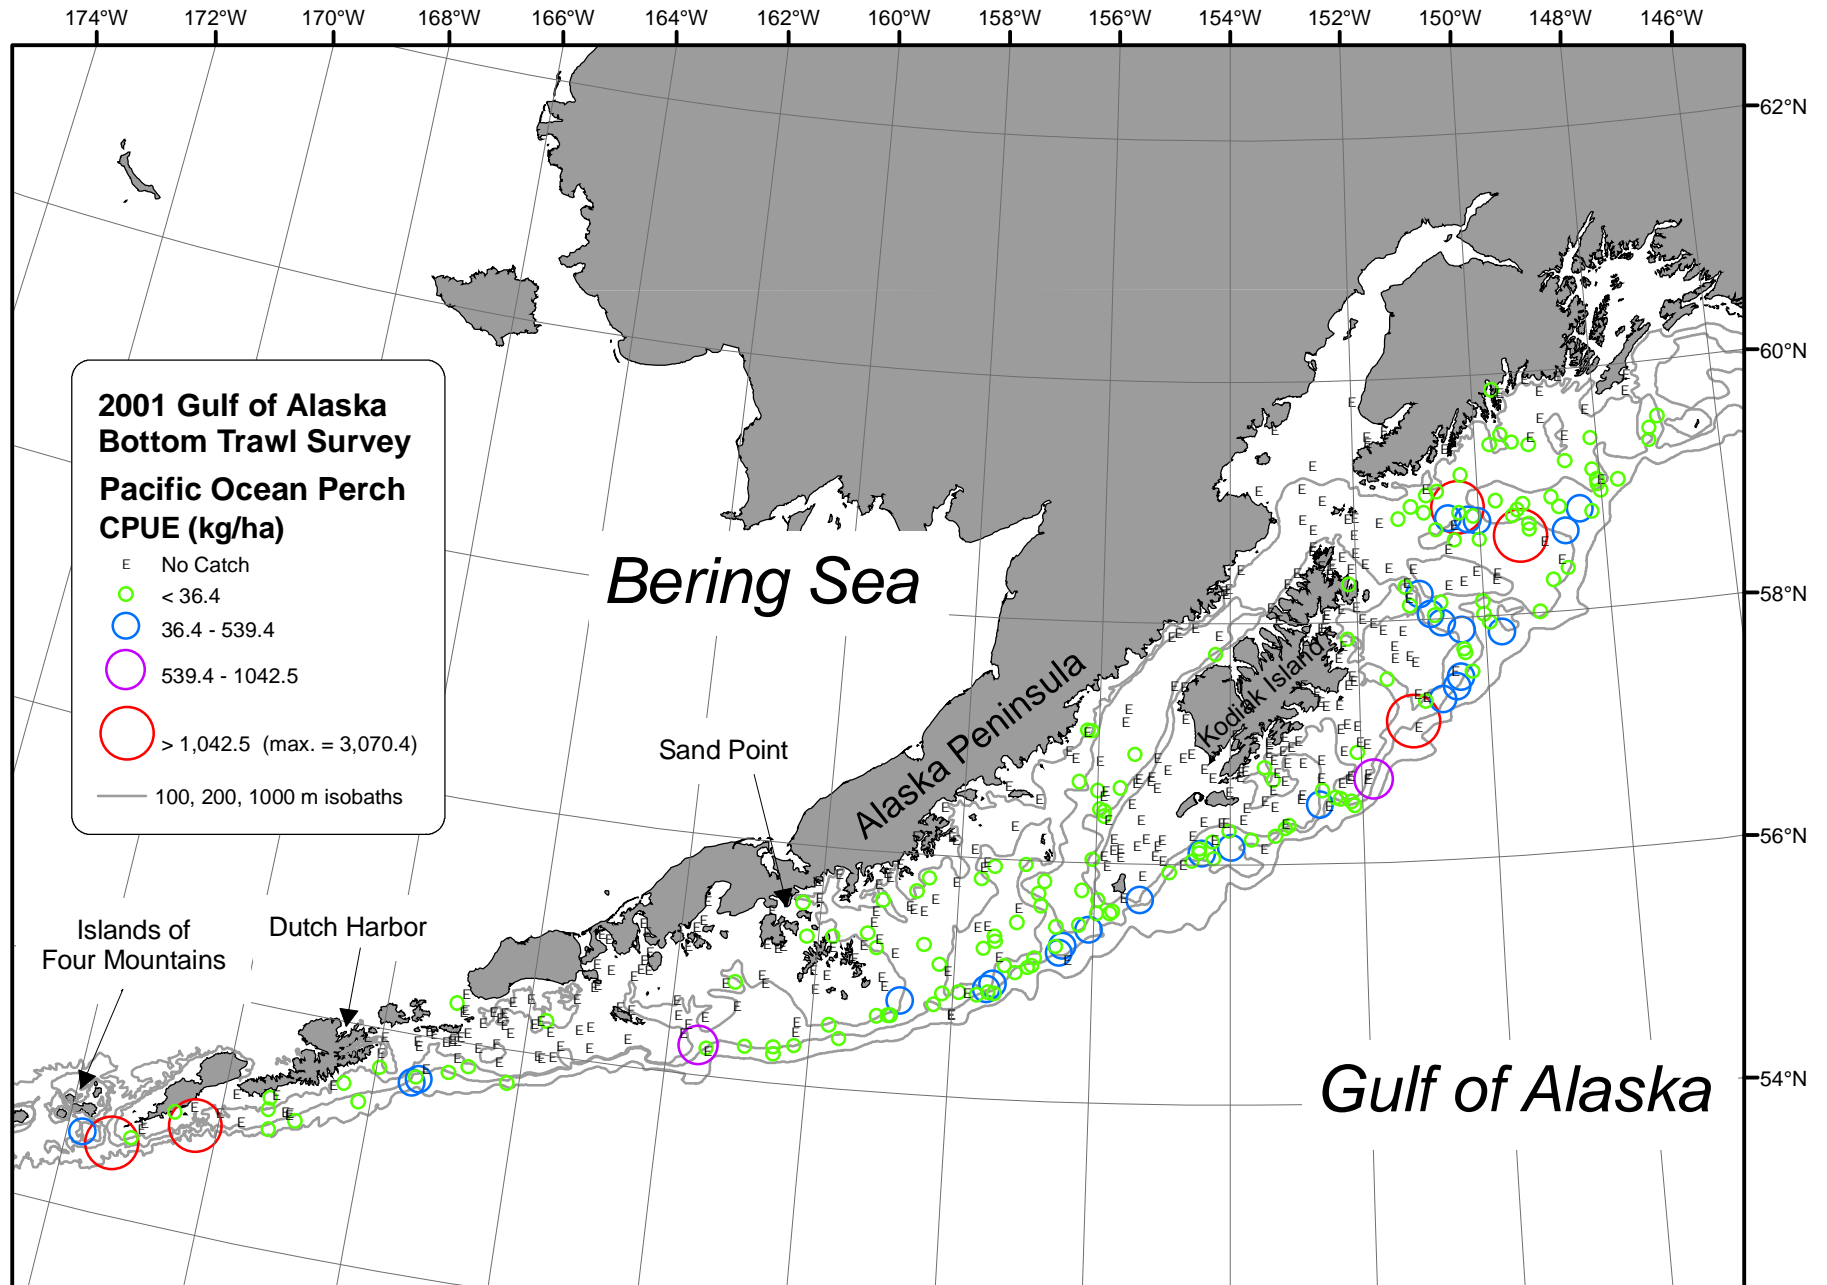 174°W 172°W 170°W 168°W 166°W 164°W 162°W 160°W 158°W 156°W 154°W 152°W 150°W 148°W 146°W
62°N
60°N
58°N
56°N
54°N
2001 Gulf of Alaska
Bottom Trawl Survey
Pacific Ocean Perch
CPUE (kg/ha)
E No Catch
< 36.4
36.4 - 539.4
539.4 - 1042.5
> 1,042.5 (max. = 3,070.4)
100, 200, 1000 m isobaths
Bering Sea
Alaska Peninsula
Kodiak Island
Sand Point
Dutch Harbor
Islands of
Four Mountains
Gulf of Alaska